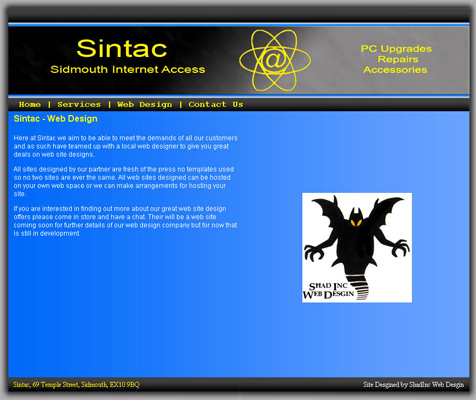 Sintac
Sidmouth Internet Access
@
PC Upgrades
Repairs
Accessories
Home | Services | Web Design | Contact Us
Sintac - Web Design
Here at Sintac we aim to be able to meet the demands of all our customers
and as such have teamed up with a local web designer to give you great
deals on web site designs.
All sites designed by our partner are fresh of the press no templates used
so no two sites are ever the same. All web sites designed can be hosted
on your own web space or we can make arrangements for hosting your
site.
If you are interested in finding out more about our great web site design
offers please come in store and have a chat. Their will be a web site
coming soon for further details of our web design company but for now that
is still in development.
SHAD INC
WEB DESGIN
Sintac, 69 Temple Street, Sidmouth, EX10 9BQ
Site Desgined by ShadInc Web Desgin